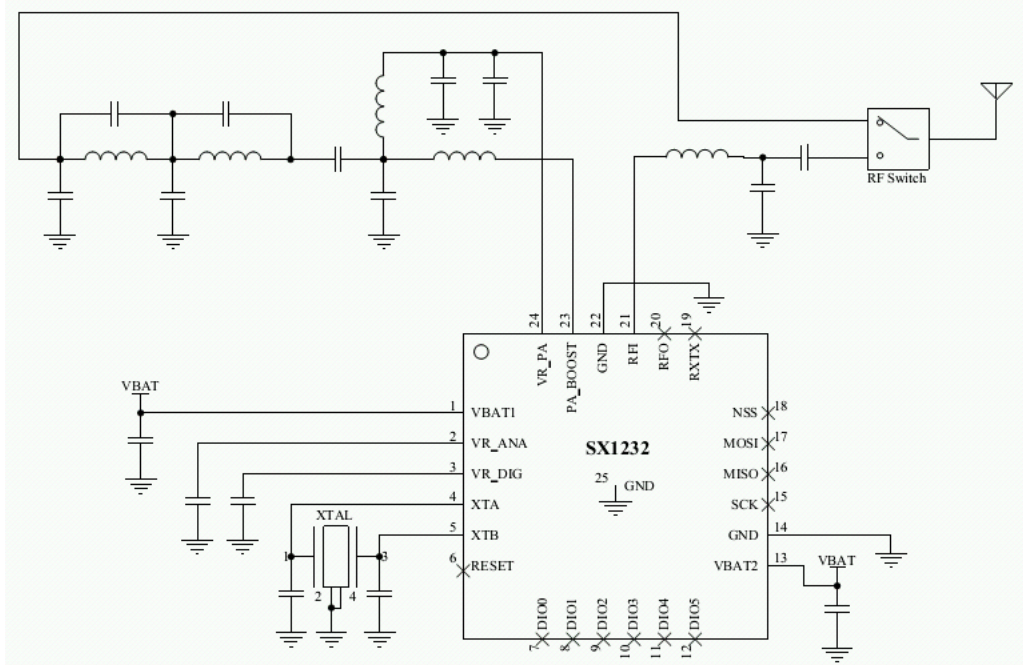 RF Switch
24
23
22
21
20
19
VR_PA
PA_BOOST
GND
RFI
RFO
RXTX
VBAT
1 VBAT1
2 VR_ANA
3 VR_DIG
4 XTA
5 XTB
6 RESET
NSS 18
MOSI 17
MISO 16
SCK 15
GND 14
VBAT2 13
SX1232
25 GND
XTAL
1
3
2
4
VBAT
DIO0
DIO1
DIO2
DIO3
DIO4
DIO5
7
8
9
10
11
12